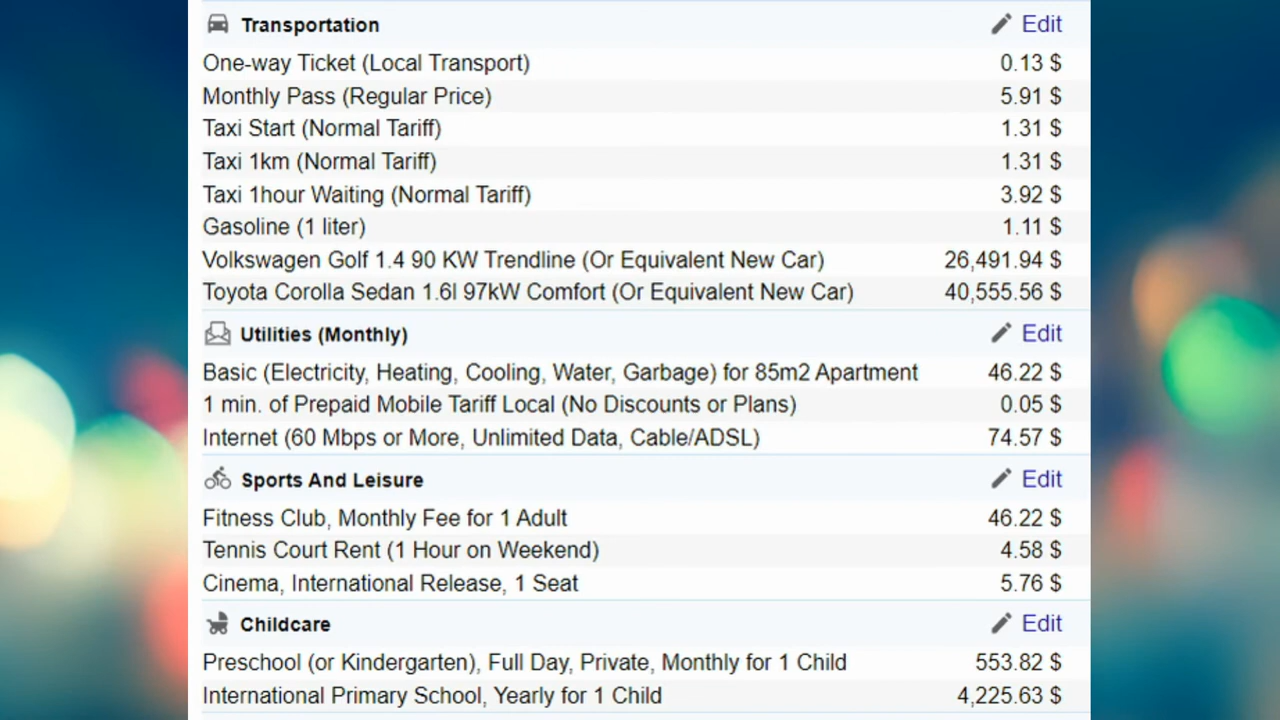 Transportation Edit
One-way Ticket (Local Transport) 0.13 $
Monthly Pass (Regular Price) 5.91 $
Taxi Start (Normal Tariff) 1.31 $
Taxi 1km (Normal Tariff) 1.31 $
Taxi 1hour Waiting (Normal Tariff) 3.92 $
Gasoline (1 liter) 1.11 $
Volkswagen Golf 1.4 90 KW Trendline (Or Equivalent New Car) 26,491.94 $
Toyota Corolla Sedan 1.6l 97kW Comfort (Or Equivalent New Car) 40,555.56 $
Utilities (Monthly) Edit
Basic (Electricity, Heating, Cooling, Water, Garbage) for 85m2 Apartment 46.22 $
1 min. of Prepaid Mobile Tariff Local (No Discounts or Plans) 0.05 $
Internet (60 Mbps or More, Unlimited Data, Cable/ADSL) 74.57 $
Sports And Leisure Edit
Fitness Club, Monthly Fee for 1 Adult 46.22 $
Tennis Court Rent (1 Hour on Weekend) 4.58 $
Cinema, International Release, 1 Seat 5.76 $
Childcare Edit
Preschool (or Kindergarten), Full Day, Private, Monthly for 1 Child 553.82 $
International Primary School, Yearly for 1 Child 4,225.63 $